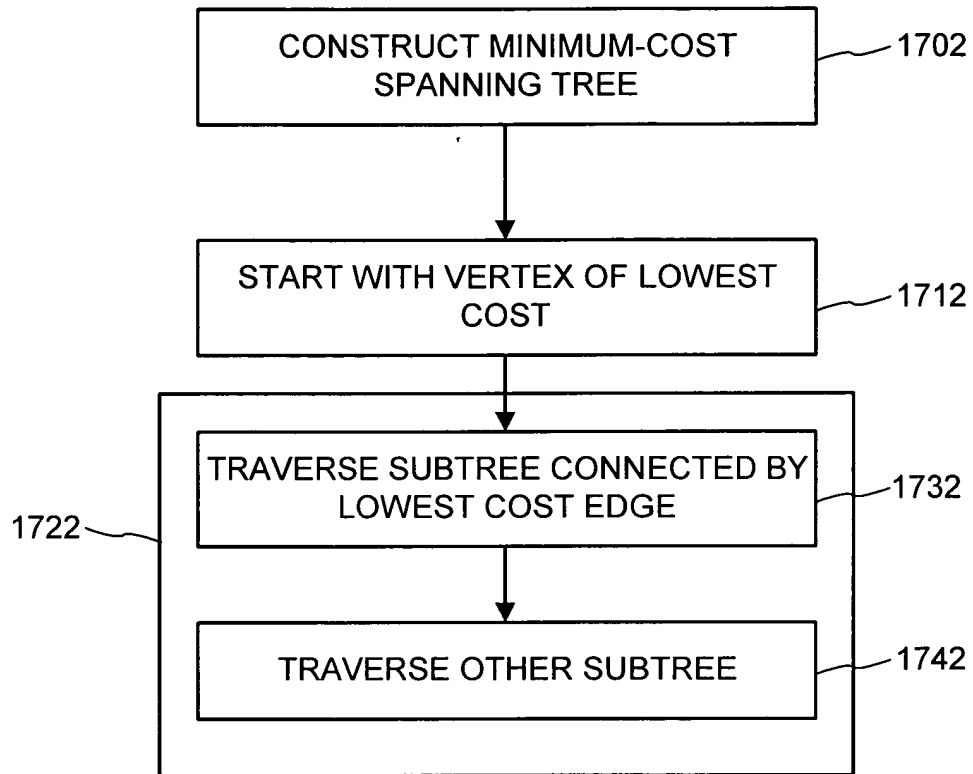 CONSTRUCT MINIMUM-COST
SPANNING TREE
1702
START WITH VERTEX OF LOWEST
COST
1712
TRAVERSE SUBTREE CONNECTED BY
LOWEST COST EDGE
1732
1722
TRAVERSE OTHER SUBTREE
1742